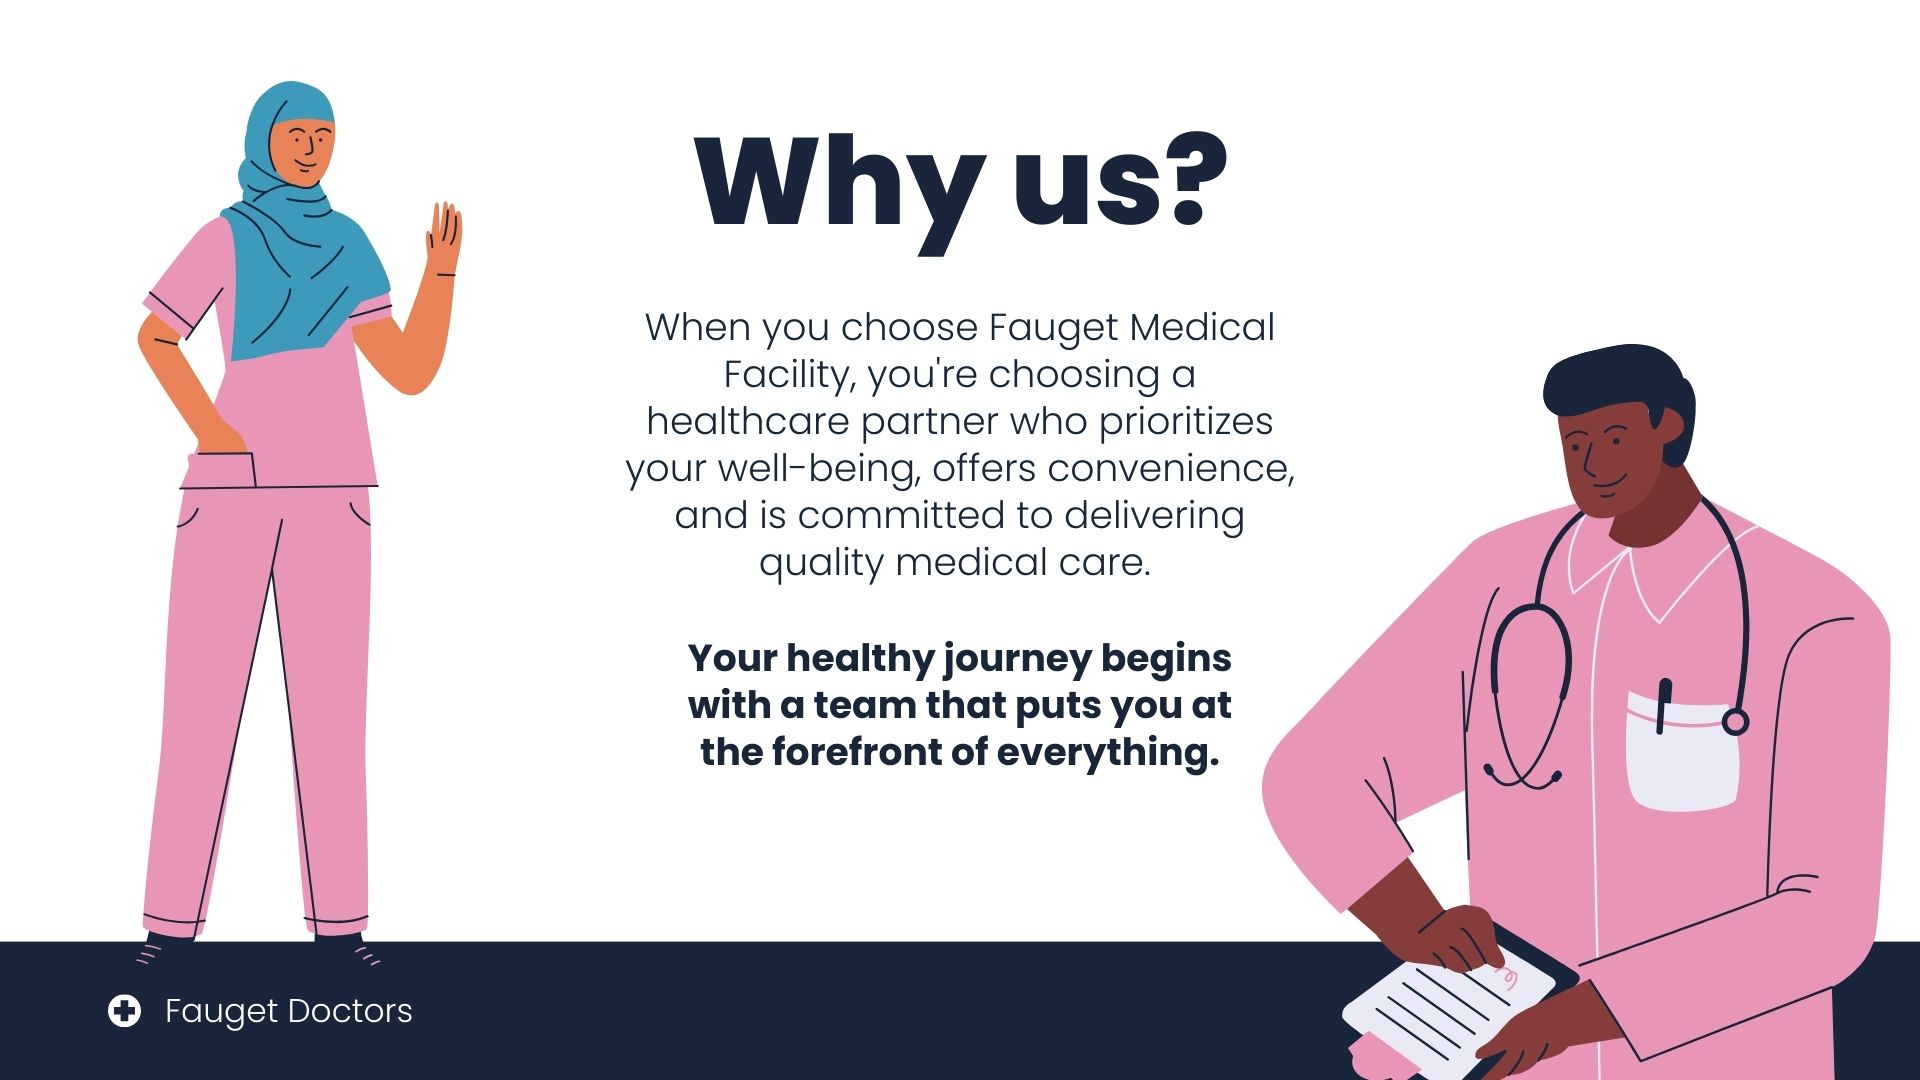 Why us?
When you choose Fauget Medical
Facility, you're choosing a
healthcare partner who prioritizes
your well-being, offers convenience,
and is committed to delivering
quality medical care.
Your healthy journey begins
with a team that puts you at
the forefront of everything.
Fauget Doctors